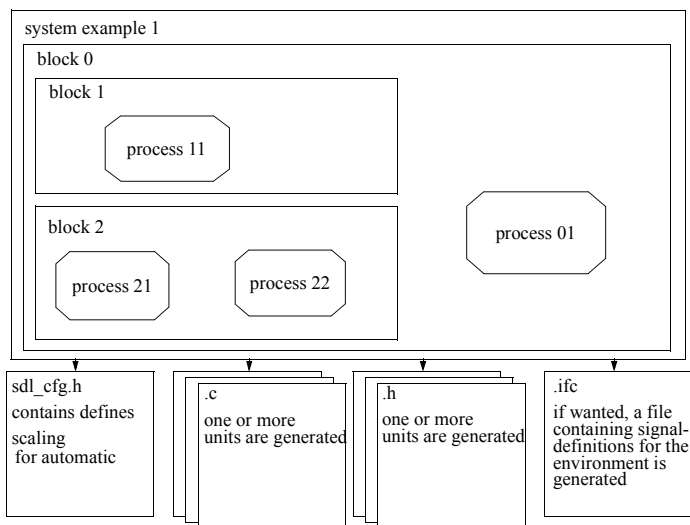 system example 1
block 0
block 1
process 11
process 01
block 2
process 21
process 22
sdl_cfg.h
contains defines
scaling
for automatic
.c
one or more
units are generated
.h
one or more
units are generated
.ifc
if wanted, a file
containing signal-
definitions for the
environment is
generated